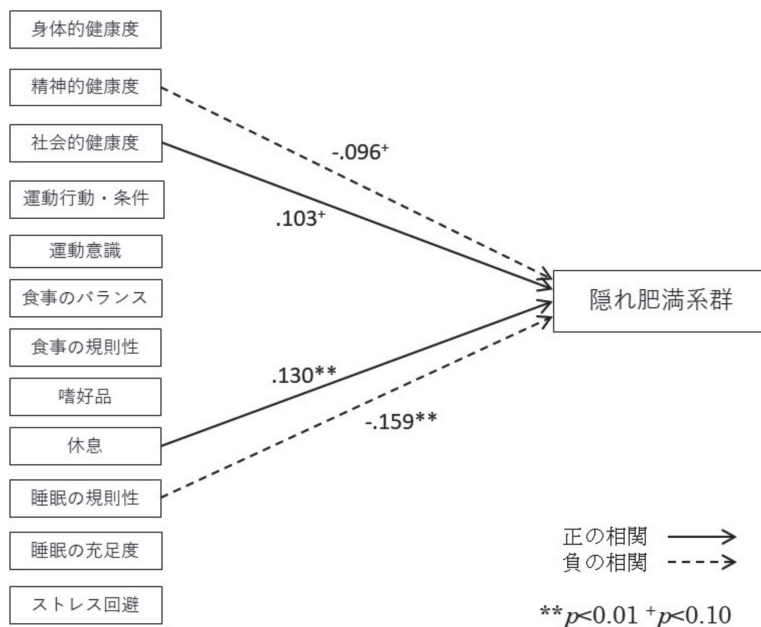 身体的健康度
精神的健康度
社会的健康度
運動行動・条件
運動意識
食事のバランス
食事の規則性
嗜好品
休息
睡眠の規則性
睡眠の充足度
ストレス回避
-.096⁺
.103⁺
.130**
-.159**
隠れ肥満系群
正の相関
負の相関
**p<0.01 ⁺p<0.10